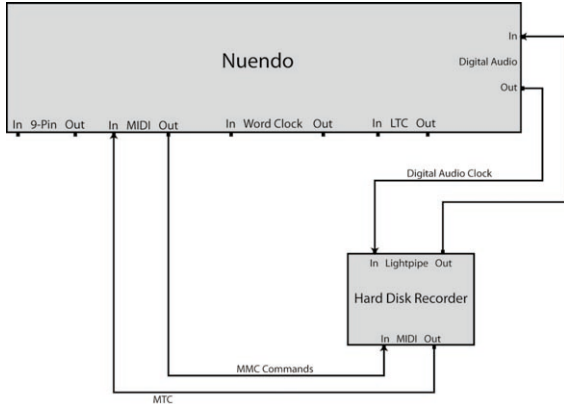 In
Nuendo
Digital Audio
Out
In 9-Pin Out In MIDI Out In Word Clock Out In LTC Out
Digital Audio Clock
In Lightpipe Out
Hard Disk Recorder
In MIDI Out
MMC Commands
MTC